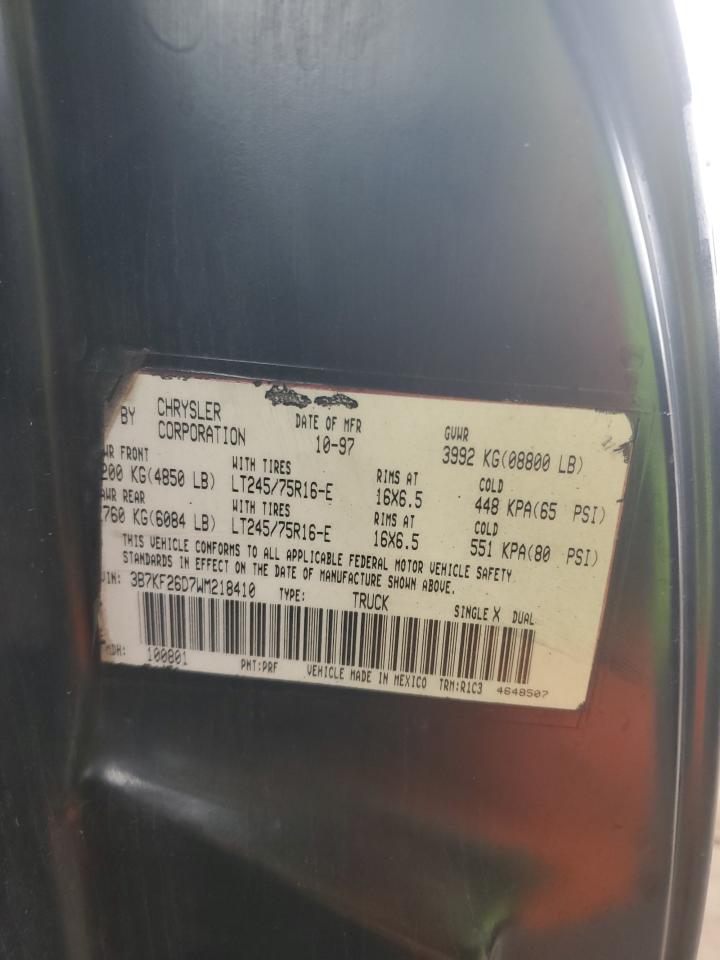 BY CHRYSLER CORPORATION DATE OF MFR 10-97 GVWR 3992 KG(08800 LB)
FRONT WITH TIRES RIMS AT COLD
200 KG(4850 LB) LT245/75R16-E 16X6.5 448 KPA(65 PSI)
REAR WITH TIRES RIMS AT COLD
760 KG(6084 LB) LT245/75R16-E 16X6.5 551 KPA(80 PSI)
THIS VEHICLE CONFORMS TO ALL APPLICABLE FEDERAL MOTOR VEHICLE SAFETY
STANDARDS IN EFFECT ON THE DATE OF MANUFACTURE SHOWN ABOVE.
VIN: 3B7KF26D7WM218410 TYPE: TRUCK SINGLE X DUAL
MDH: 100801 PNT:PRF VEHICLE MADE IN MEXICO TRM:R1C3 4648507